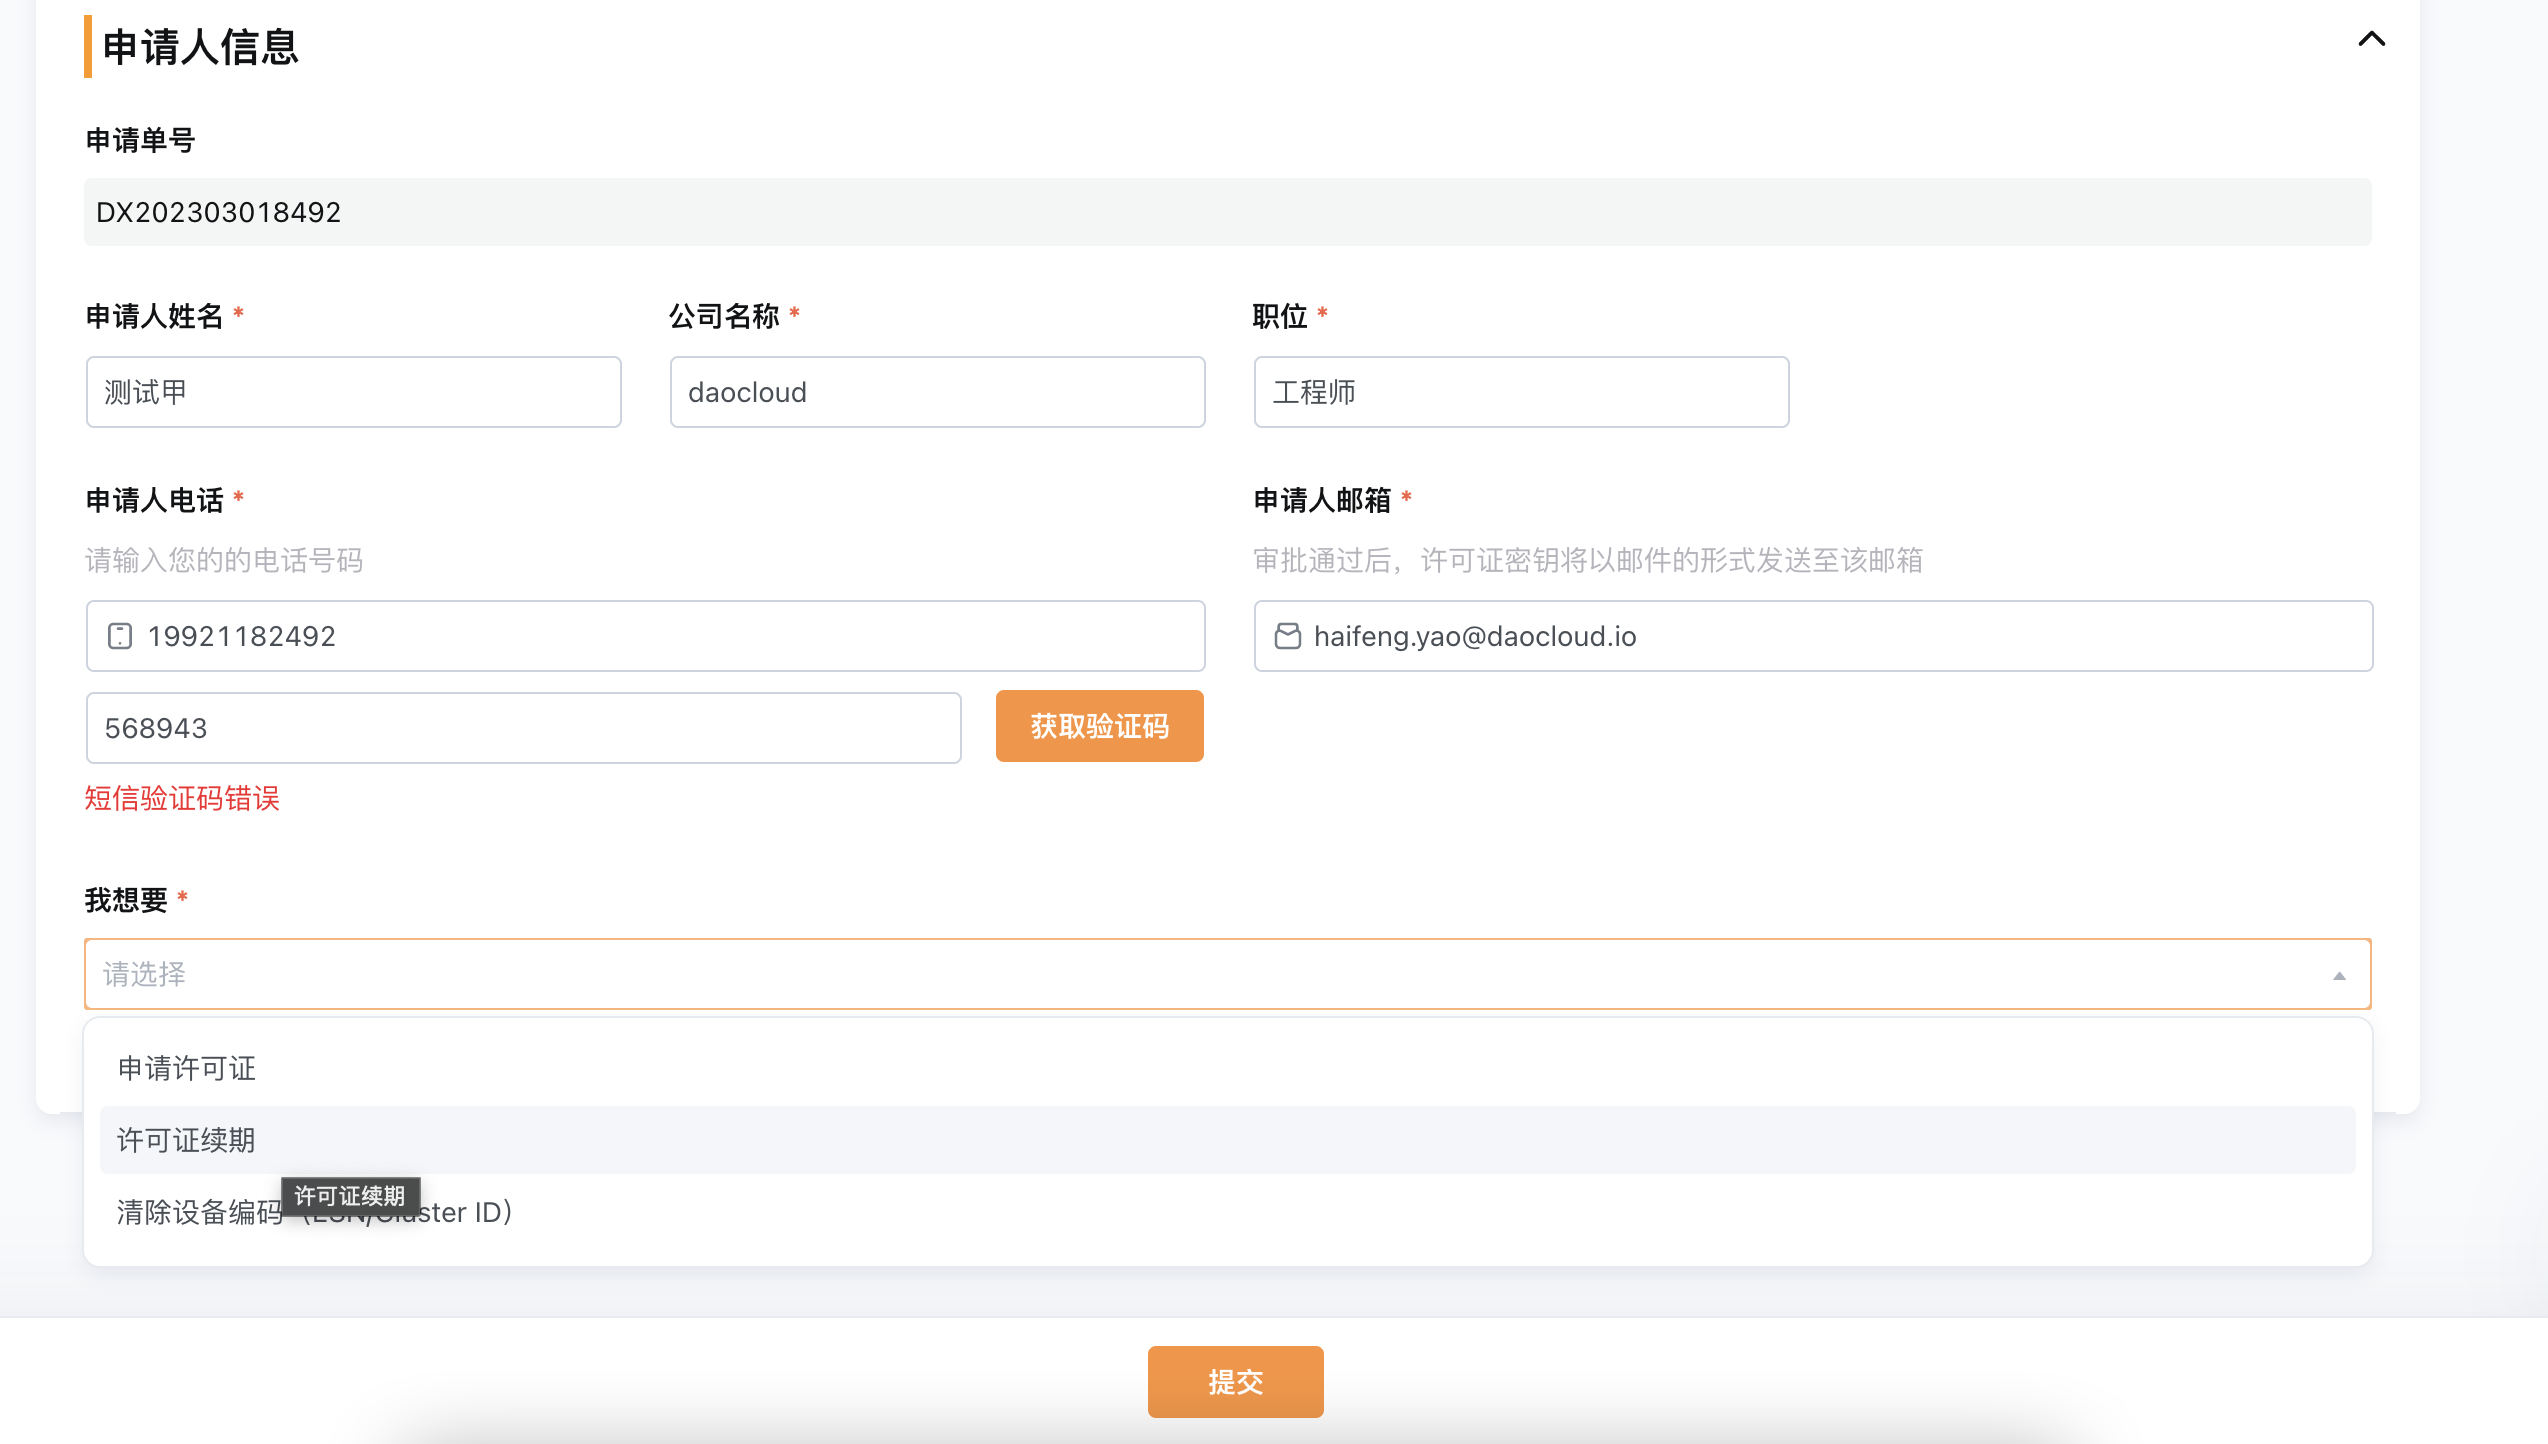 申请人信息
申请单号
DX202303018492
申请人姓名 *
公司名称 *
职位 *
测试甲
daocloud
工程师
申请人电话 *
申请人邮箱 *
请输入您的的电话号码
审批通过后，许可证密钥将以邮件的形式发送至该邮箱
19921182492
haifeng.yao@daocloud.io
568943
获取验证码
短信验证码错误
我想要 *
请选择
申请许可证
许可证续期
许可证续期
清除设备编码（ESN/Cluster ID）
提交